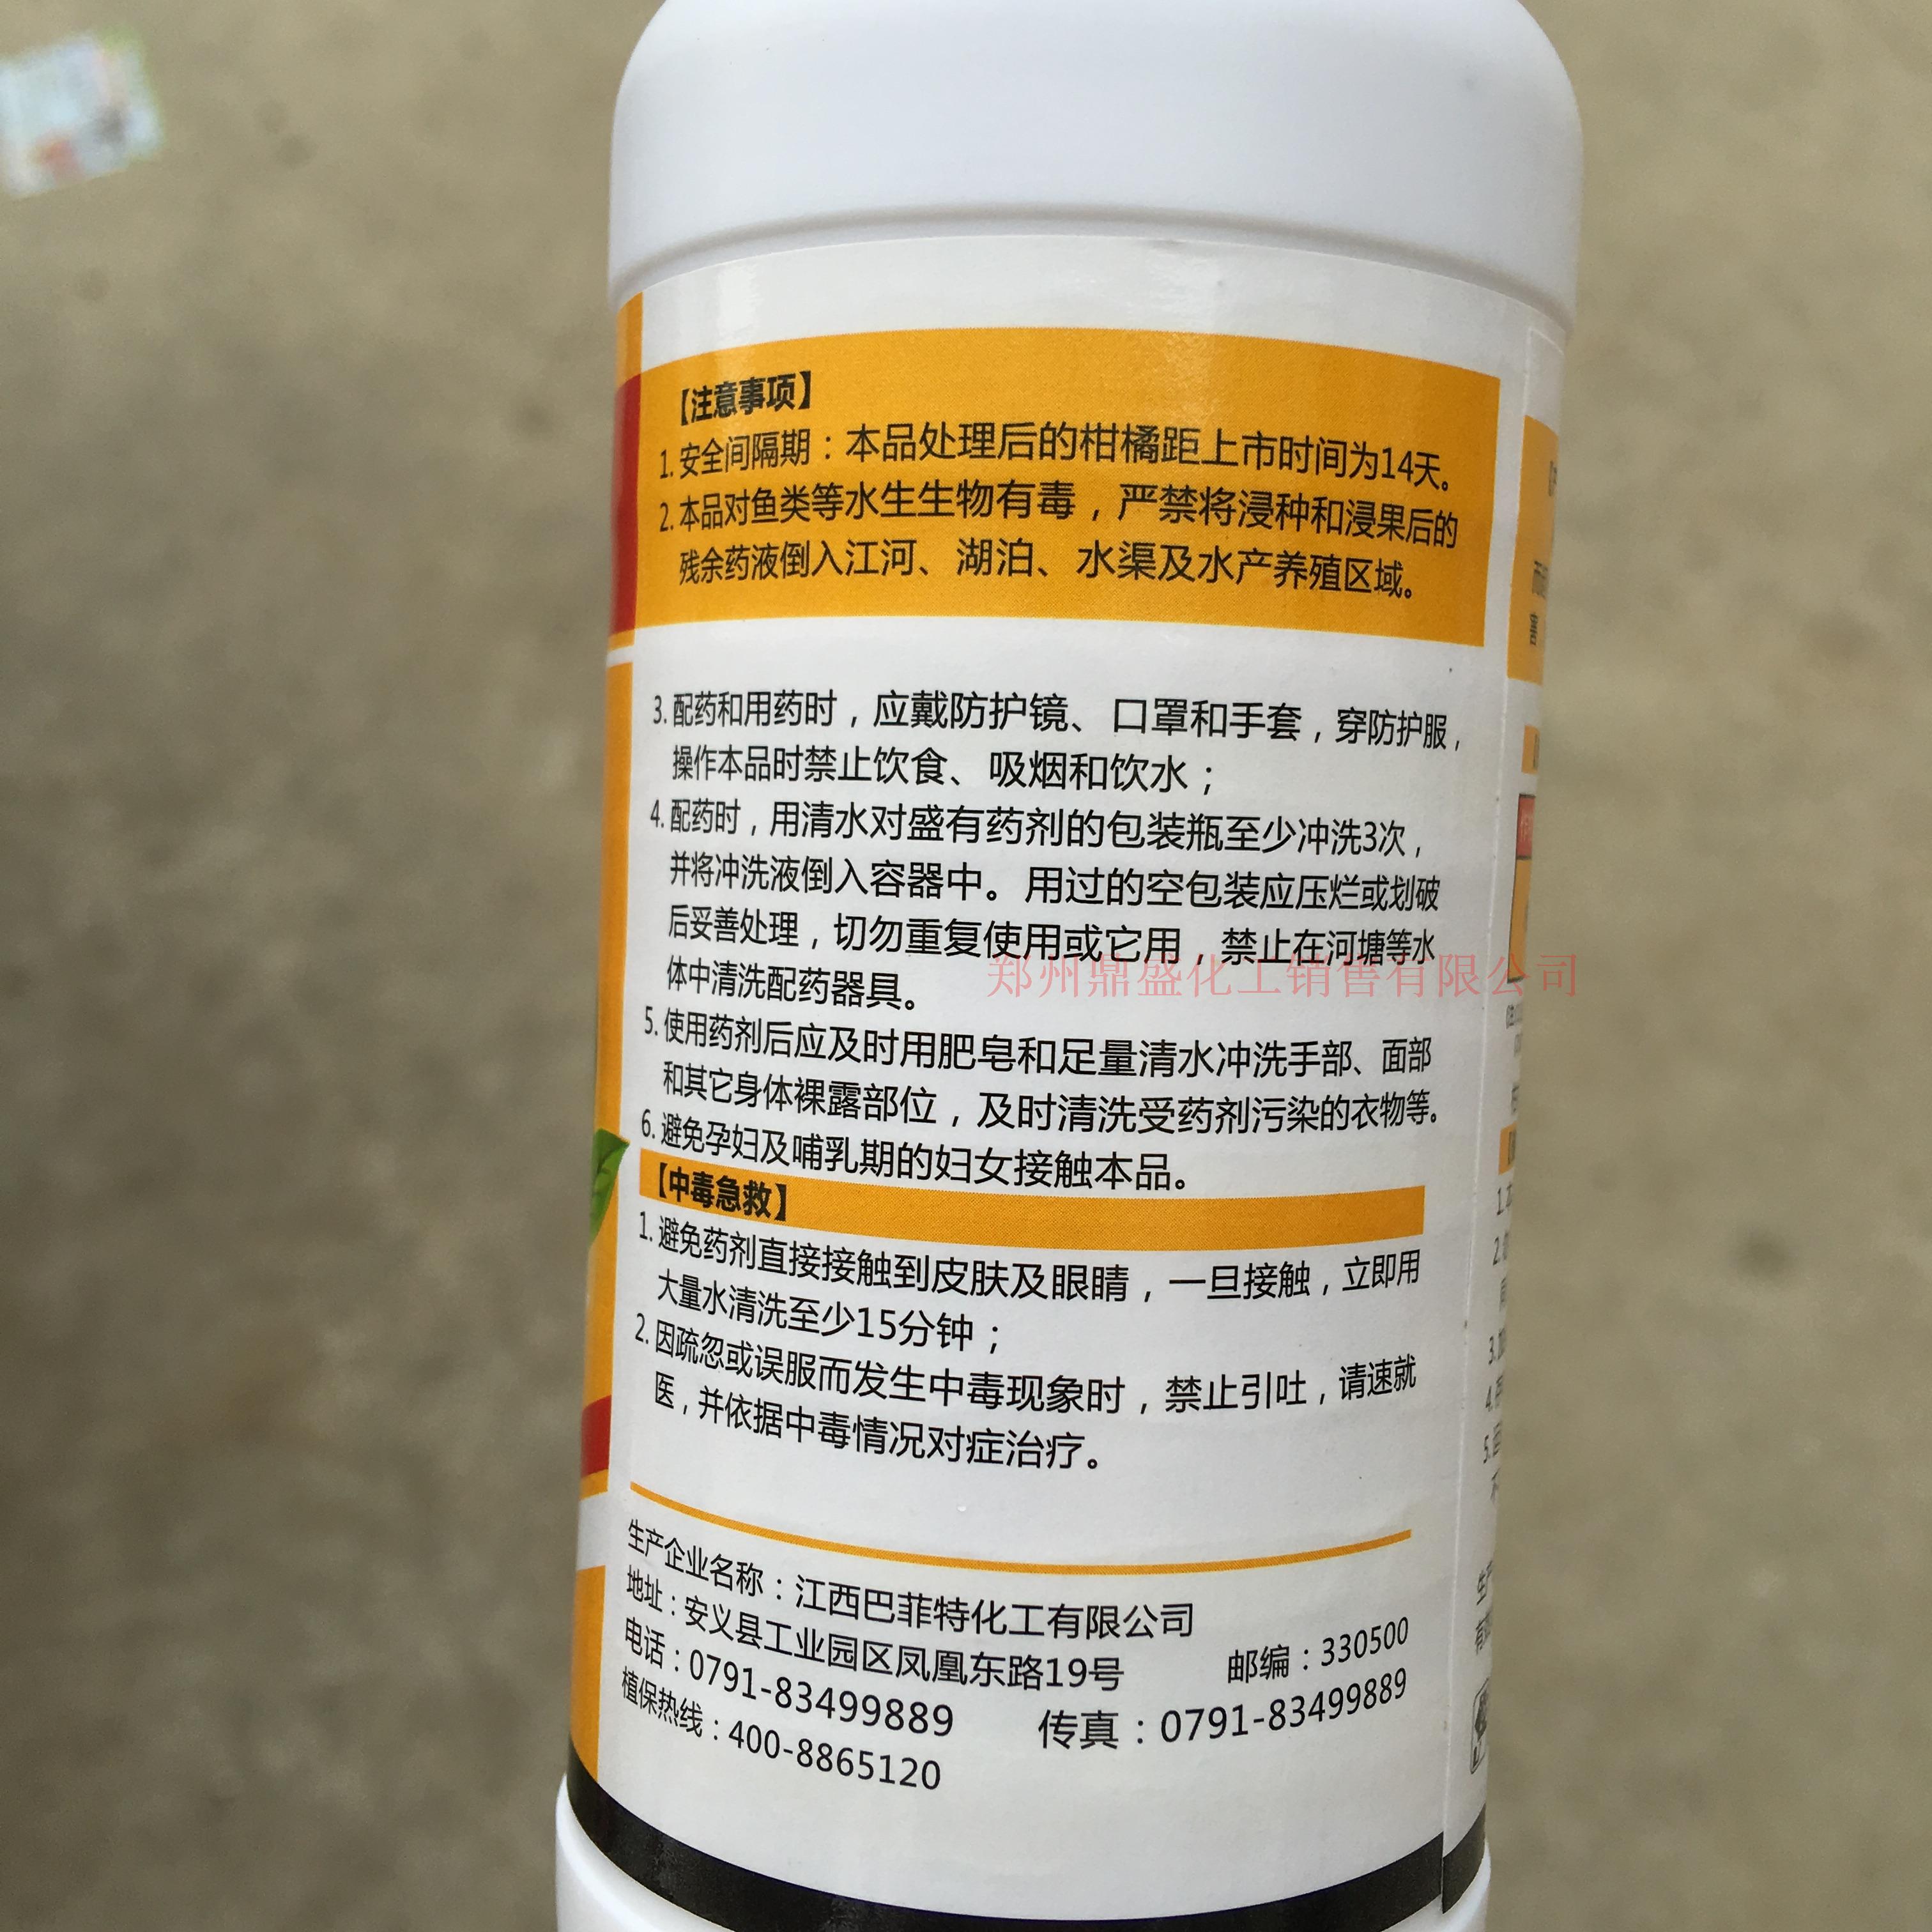 【注意事项】
1. 安全间隔期：本品处理后的柑橘距上市时间为14天。
2. 本品对鱼类等水生生物有毒，严禁将浸种和浸果后的
残余药液倒入江河、湖泊、水渠及水产养殖区域。
3. 配药和用药时，应戴防护镜、口罩和手套，穿防护服，
操作本品时禁止饮食、吸烟和饮水；
4. 配药时，用清水对盛有药剂的包装瓶至少冲洗3次，
并将冲洗液倒入容器中。用过的空包装应压烂或划破
后妥善处理，切勿重复使用或它用，禁止在河塘等水
体中清洗配药器具。
郑州鼎盛化工销售有限公司
5. 使用药剂后应及时用肥皂和足量清水冲洗手部、面部
和其它身体裸露部位，及时清洗受药剂污染的衣物等。
6. 避免孕妇及哺乳期的妇女接触本品。
【中毒急救】
1. 避免药剂直接接触到皮肤及眼睛，一旦接触，立即用
大量水清洗至少15分钟；
2. 因疏忽或误服而发生中毒现象时，禁止引吐，请速就
医，并依据中毒情况对症治疗。
生产企业名称：江西巴菲特化工有限公司
地址：安义县工业园区凤凰东路19号 邮编：330500
电话：0791-83499889 传真：0791-83499889
植保热线：400-8865120